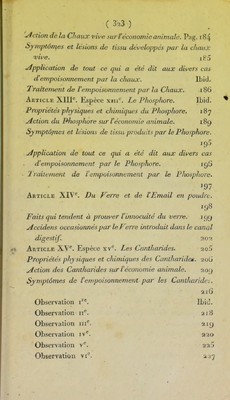 ( 323 )
Action de la Chaux vive sur l'économie animale. Pag. 184
Symptômes et lésions de tissu développés par la chaux
vive. 185
Application de tout ce qui a été dit aux divers cas
d'empoisonnement par la chaux. Ibid.
Traitement de l'empoisonnement par la Chaux. 186
Article XIIIe. Espèce XIIIe. Le Phosphore. Ibid.
Propriétés physiques et chimiques du Phosphore. 187
Action du Phosphore sur l'économie animale. 189
Symptômes et lésions de tissu produits par le Phosphore.
195
Application de tout ce qui a été dit aux divers cas
d'empoisonnement par le Phosphore. 196
Traitement de l'empoisonnement par le Phosphore.
197
Article XIVe. Du Verre et de l'Email en poudre.
198
Faits qui tendent à prouver l'innocuité du verre. 199
Accidens occasionnés par le Verre introduit dans le canal
digestif. 202
Article XVe. Espèce XVe. Les Cantharides. 205
Propriétés physiques et chimiques des Cantharides. 206
Action des Cantharides sur l'économie animale. 209
Symptômes de l'empoisonnement par les Cantharides.
216
Observation Ire. Ibid.
Observation IIe. 218
Observation IIIe. 219
Observation IVe. 220
Observation Ve. 225
Observation VIe. 227